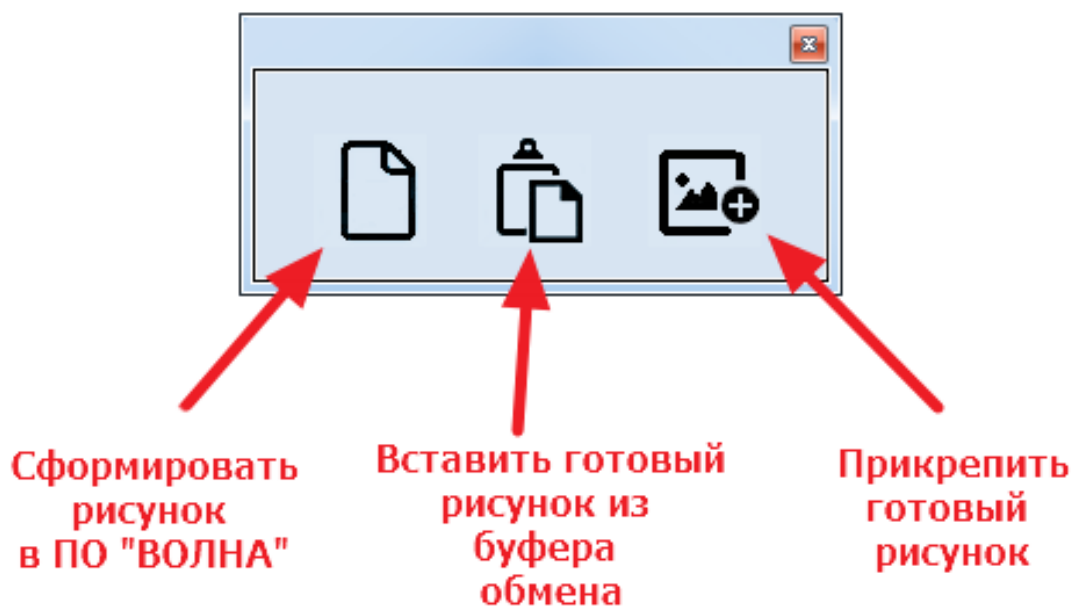 Сформировать
рисунок
в ПО "ВОЛНА"
Вставить готовый
рисунок из
буфера
обмена
Прикрепить
готовый
рисунок